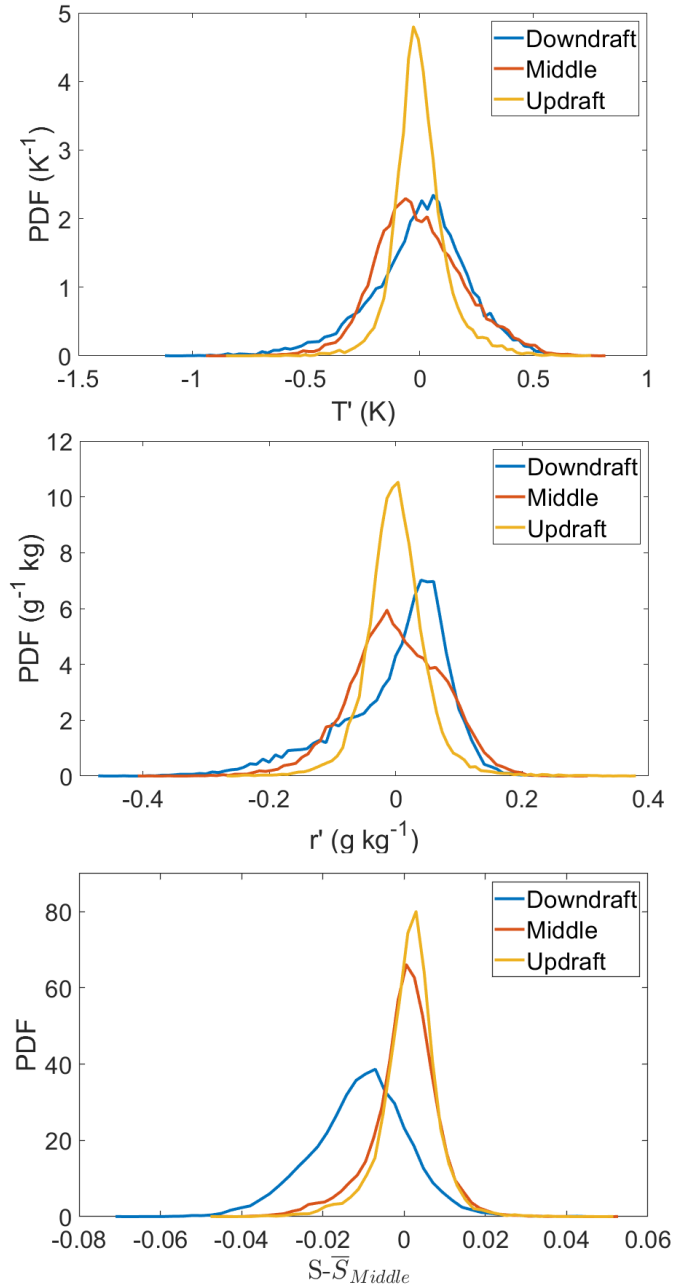 5
4
3
2
1
0
PDF (K⁻¹)
Downdraft
Middle
Updraft
-1.5 -1 -0.5 0 0.5 1
T' (K)
12
10
8
6
4
2
0
PDF (g⁻¹ kg)
Downdraft
Middle
Updraft
-0.4 -0.2 0 0.2 0.4
r' (g kg⁻¹)
80
60
40
20
0
PDF
Downdraft
Middle
Updraft
-0.08 -0.06 -0.04 -0.02 0 0.02 0.04 0.06
S-S̅_Middle